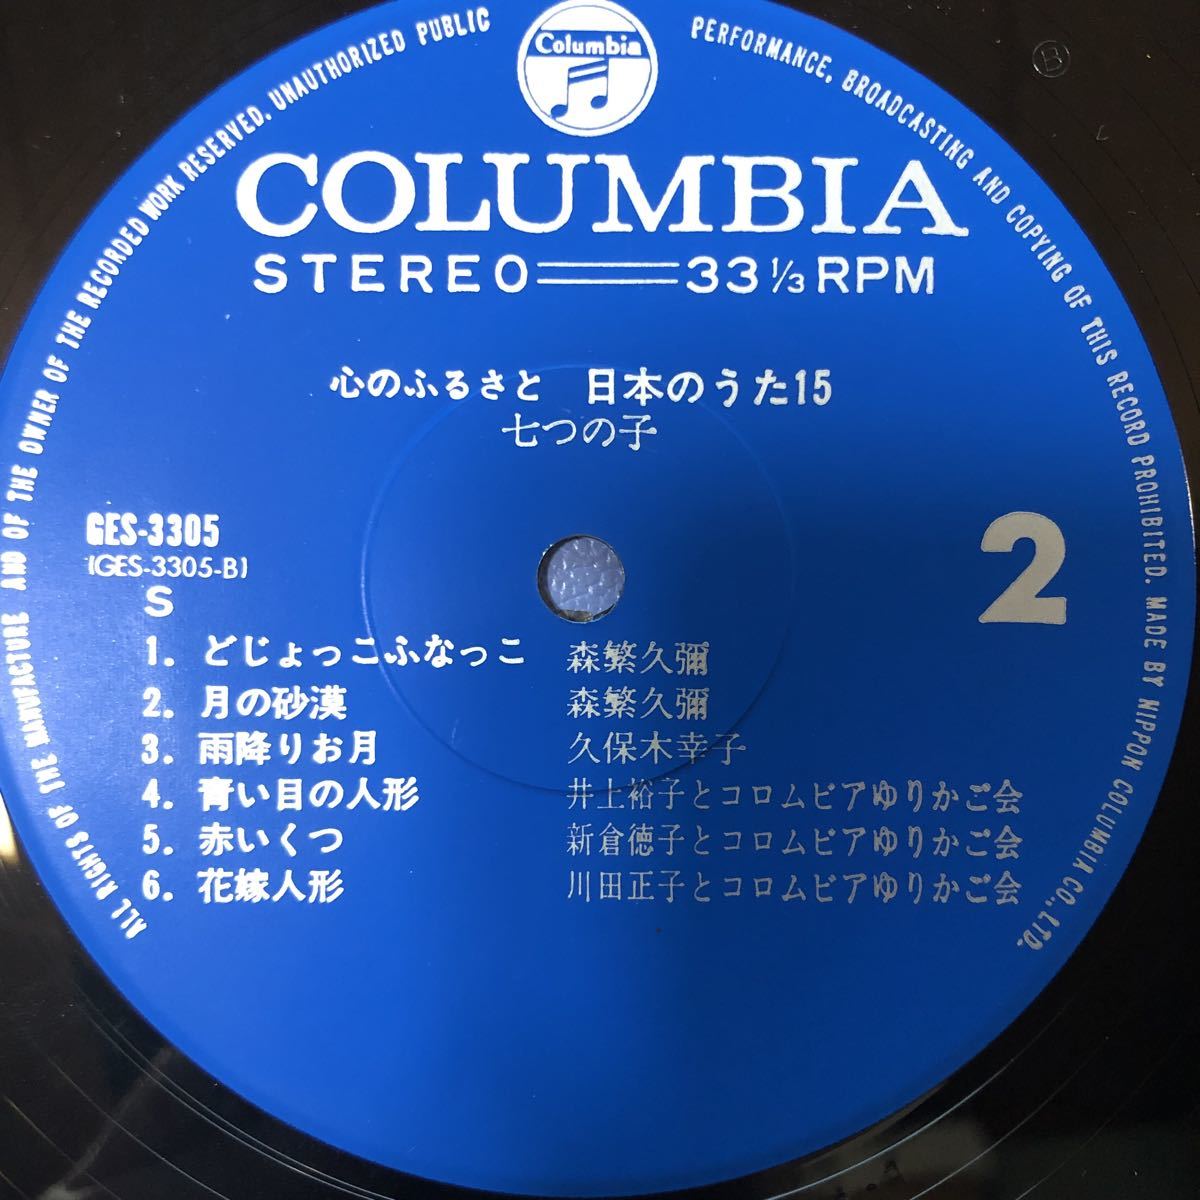 ALL RIGHTS OF THE MANUFACTURE AND OF THE OWNER OF THE RECORDED WORK RESERVED. UNAUTHORIZED PUBLIC PERFORMANCE, BROADCASTING AND COPYING OF THIS RECORD PROHIBITED. MADE BY NIPPON COLUMBIA CO., LTD.
B
Columbia
COLUMBIA
STEREO 33 1/3 RPM
心のふるさと 日本のうた15
七つの子
GES-3305
(GES-3305-B)
S
2
1. どじょっこふなっこ 森繁久彌
2. 月の砂漠 森繁久彌
3. 雨降りお月 久保木幸子
4. 青い目の人形 井上裕子とコロムビアゆりかご会
5. 赤いくつ 新倉徳子とコロムビアゆりかご会
6. 花嫁人形 川田正子とコロムビアゆりかご会